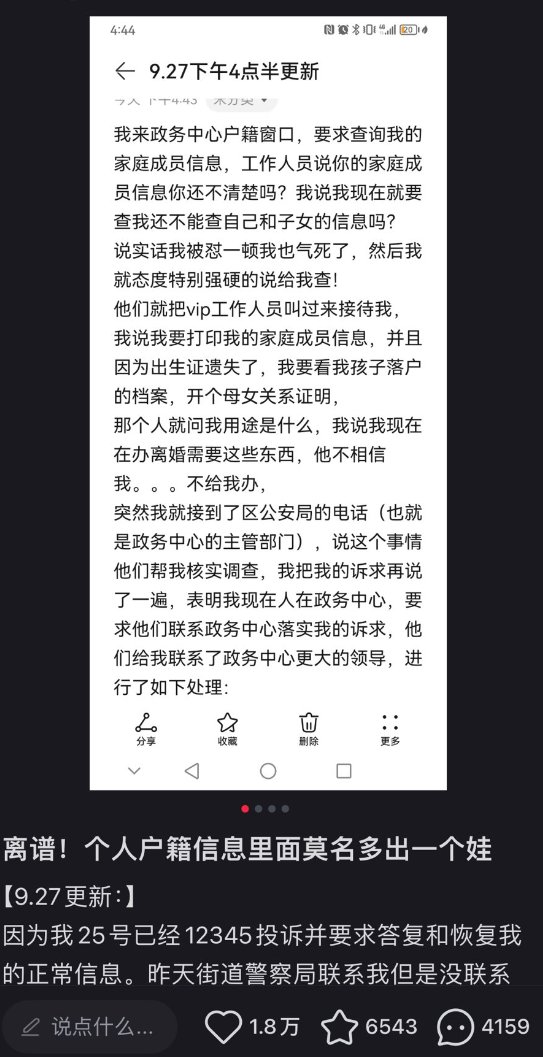 4:44
9.27下午4点半更新
今天 下午4:43 未分类
我来政务中心户籍窗口，要求查询我的
家庭成员信息，工作人员说你的家庭成
员信息你还不清楚吗？我说我现在就要
查我还不能查自己和子女的信息吗？
说实话我被怼一顿我也气死了，然后我
就态度特别强硬的说给我查！
他们就把vip工作人员叫过来接待我，
我说我要打印我的家庭成员信息，并且
因为出生证遗失了，我要看我孩子落户
的档案，开个母女关系证明，
那个人就问我用途是什么，我说我现在
在办离婚需要这些东西，他不相信
我。。。不给我办，
突然我就接到了区公安局的电话（也就
是政务中心的主管部门），说这个事情
他们帮我核实调查，我把我的诉求再说
了一遍，表明我现在人在政务中心，要
求他们联系政务中心落实我的诉求，他
们给我联系了政务中心更大的领导，进
行了如下处理：
分享 收藏 删除 更多
离谱！个人户籍信息里面莫名多出一个娃
【9.27更新：】
因为我25号已经12345投诉并要求答复和恢复我
的正常信息。昨天街道警察局联系我但是没联系
说点什么... 1.8万 6543 4159